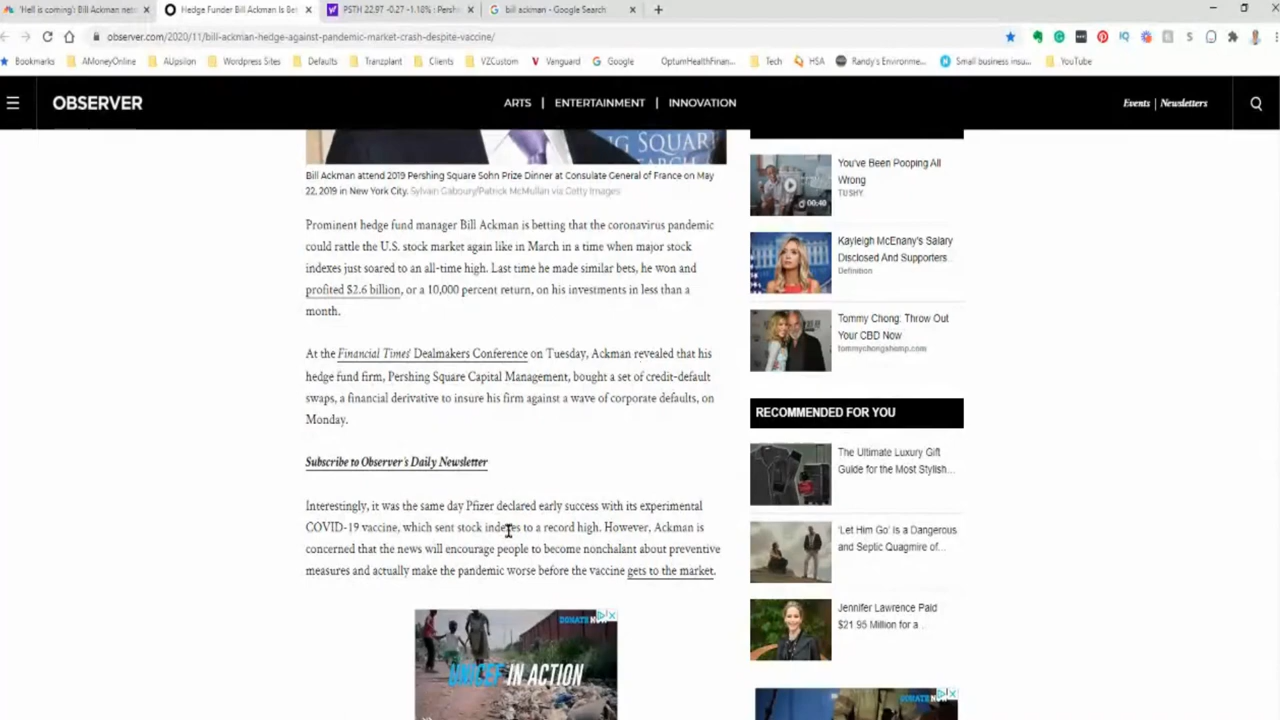 'Hell is coming': Bill Ackman
Hedge Funder Bill Ackman Is Be
PSTH 22.97 -0.27 -1.18% : Persh
bill ackman - Google Search
observer.com/2020/11/bill-ackman-hedge-against-pandemic-market-crash-despite-vaccine/
Bookmarks AMoneyOnline AUpsilon Wordpress Sites Defaults Tranzplant Clients VZCustom Vanguard Google OptumHealthFinan... Tech HSA Randy's Environme... Small business insu... YouTube
OBSERVER
ARTS | ENTERTAINMENT | INNOVATION
Events | Newsletters
NG SQUAR
Bill Ackman attend 2019 Pershing Square Sohn Prize Dinner at Consulate General of France on May
22, 2019 in New York City. Sylvain Gaboury/Patrick McMullan via Getty Images
Prominent hedge fund manager Bill Ackman is betting that the coronavirus pandemic
could rattle the U.S. stock market again like in March in a time when major stock
indexes just soared to an all-time high. Last time he made similar bets, he won and
profited $2.6 billion, or a 10,000 percent return, on his investments in less than a
month.
At the Financial Times' Dealmakers Conference on Tuesday, Ackman revealed that his
hedge fund firm, Pershing Square Capital Management, bought a set of credit-default
swaps, a financial derivative to insure his firm against a wave of corporate defaults, on
Monday.
Subscribe to Observer's Daily Newsletter
Interestingly, it was the same day Pfizer declared early success with its experimental
COVID-19 vaccine, which sent stock indexes to a record high. However, Ackman is
concerned that the news will encourage people to become nonchalant about preventive
measures and actually make the pandemic worse before the vaccine gets to the market.
DONATE NOW
UNICEF IN ACTION
You've Been Pooping All
Wrong
TUSHY
00:40
Kayleigh McEnany's Salary
Disclosed And Supporters...
Definition
Tommy Chong: Throw Out
Your CBD Now
tommychongshemp.com
RECOMMENDED FOR YOU
The Ultimate Luxury Gift
Guide for the Most Stylish...
'Let Him Go' Is a Dangerous
and Septic Quagmire of...
Jennifer Lawrence Paid
$21.95 Million for a ...
DONATE NOW